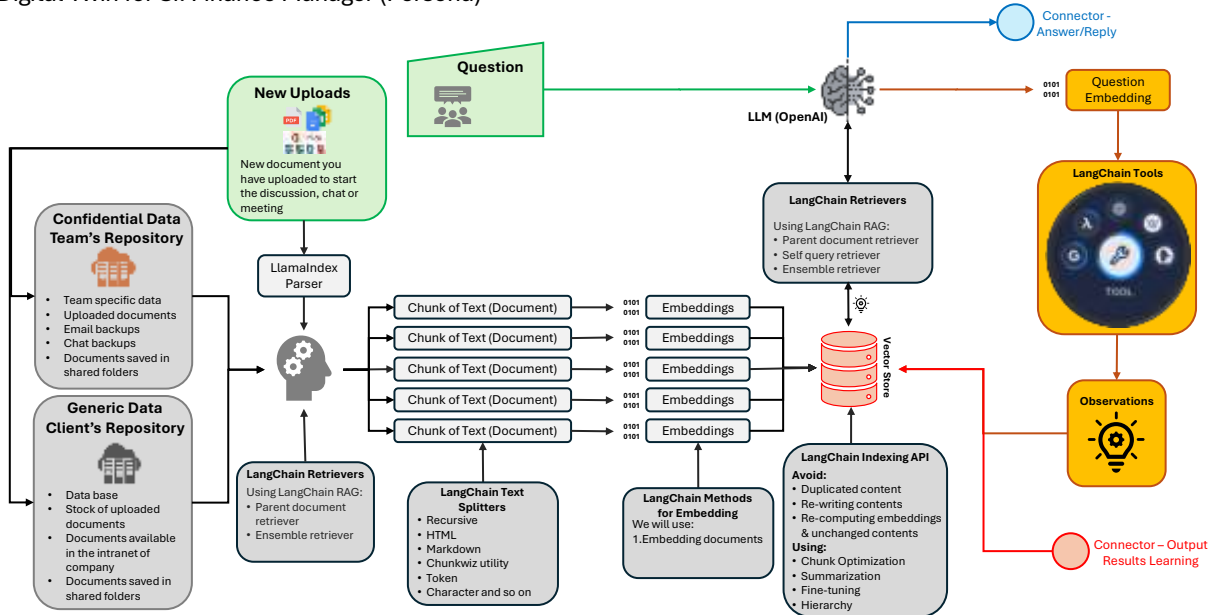 Digital Twin for Sr. Finance Manager (Persona)
Connector -
Answer/Reply
Question
New Uploads
PDF
New document you
have uploaded to start
the discussion, chat or
meeting
LLM (OpenAI)
0101
0101
Question
Embedding
LangChain Tools
G
λ
TOOL
Confidential Data
Team's Repository
• Team specific data
• Uploaded documents
• Email backups
• Chat backups
• Documents saved in
shared folders
LlamaIndex
Parser
LangChain Retrievers
Using LangChain RAG:
• Parent document retriever
• Self query retriever
• Ensemble retriever
Chunk of Text (Document)
0101
0101
Embeddings
Chunk of Text (Document)
0101
0101
Embeddings
Chunk of Text (Document)
0101
0101
Embeddings
Chunk of Text (Document)
0101
0101
Embeddings
Chunk of Text (Document)
0101
0101
Embeddings
Vector Store
Observations
Generic Data
Client's Repository
• Data base
• Stock of uploaded
documents
• Documents available
in the intranet of
company
• Documents saved in
shared folders
LangChain Retrievers
Using LangChain RAG:
• Parent document
retriever
• Ensemble retriever
LangChain Text
Splitters
• Recursive
• HTML
• Markdown
• Chunkwiz utility
• Token
• Character and so on
LangChain Methods
for Embedding
We will use:
1.Embedding documents
LangChain Indexing API
Avoid:
• Duplicated content
• Re-writing contents
• Re-computing embeddings
& unchanged contents
Using:
• Chunk Optimization
• Summarization
• Fine-tuning
• Hierarchy
Connector – Output
Results Learning